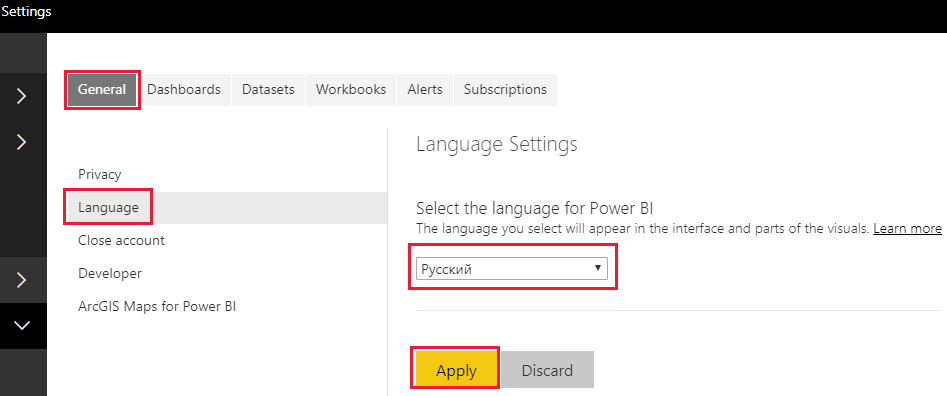 Settings
General Dashboards Datasets Workbooks Alerts Subscriptions
Language Settings
Privacy
Language
Close account
Developer
ArcGIS Maps for Power BI
Select the language for Power BI
The language you select will appear in the interface and parts of the visuals. Learn more
Русский
Apply Discard